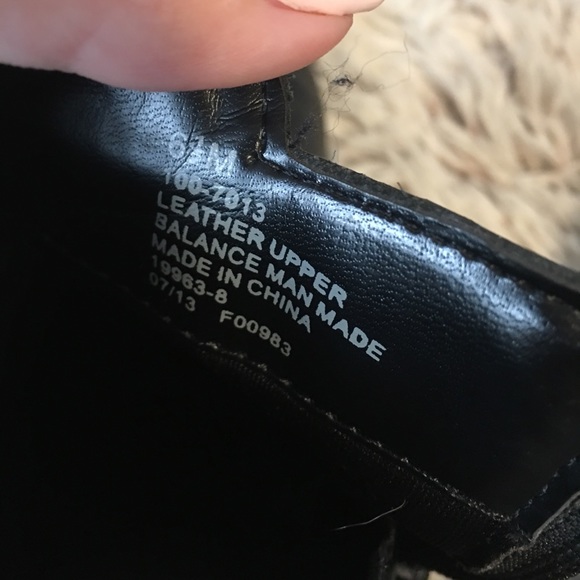 100-7013
LEATHER UPPER
BALANCE MAN MADE
MADE IN CHINA
19963-8
07/13 F00983